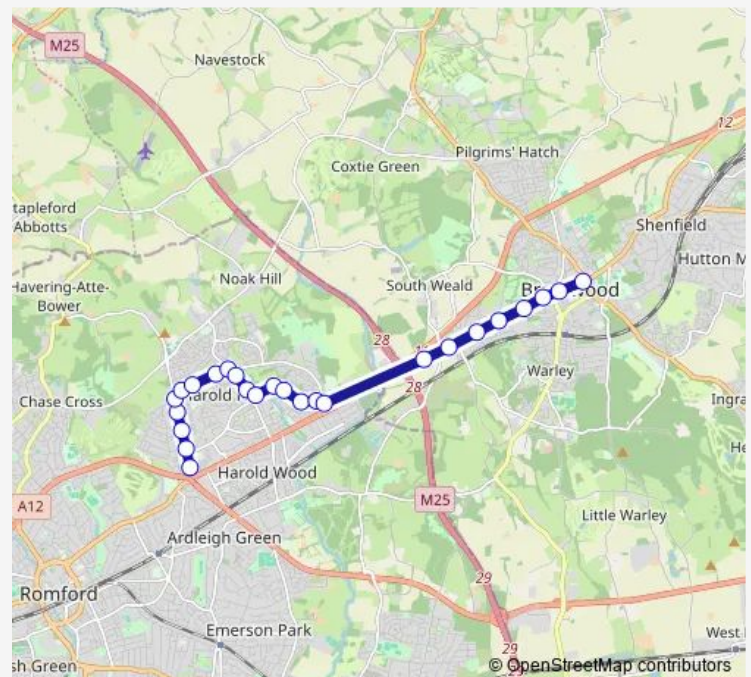 M25
Navestock
12
Pilgrims' Hatch
Coxtie Green
Shenfield
tapleford
Abbotts
Hutton M
Noak Hill
South Weald
Havering-Atte-
Bower
28
Warley
Chase Cross
28
Ingra
Harold Wood
M25
A12
Little Warley
Ardleigh Green
29
Romford
Emerson Park
West
sh Green
29
© OpenStreetMap contributors